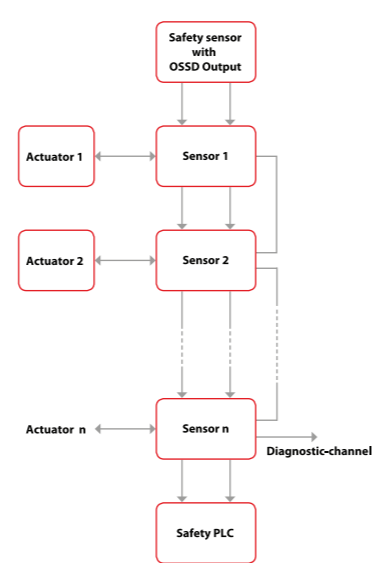 Safety sensor
with
OSSD Output
Actuator 1
Sensor 1
Actuator 2
Sensor 2
Actuator n
Sensor n
Diagnostic-channel
Safety PLC